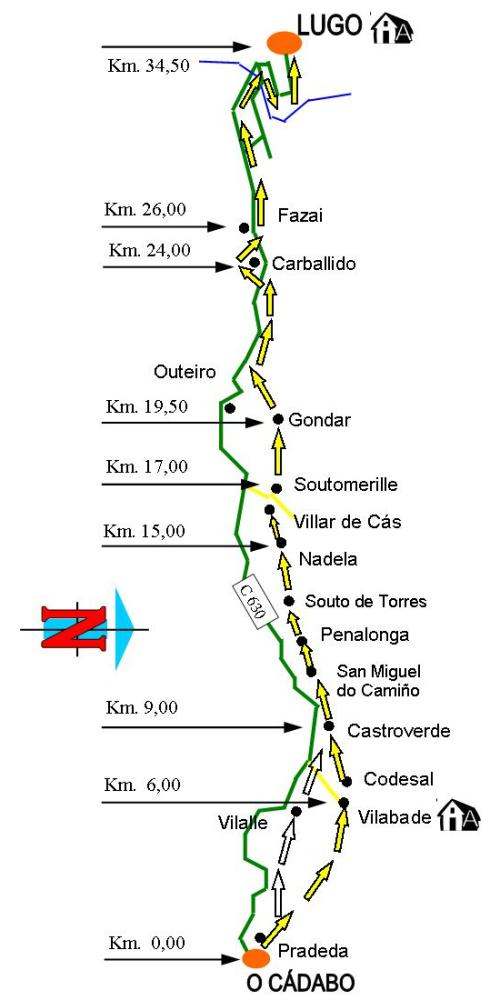 LUGO A
Km. 34,50
Km. 26,00
Fazai
Km. 24,00
Carballido
Outeiro
Km. 19,50
Gondar
Km. 17,00
Soutomerille
Villar de Cás
Km. 15,00
Nadela
C 630
Souto de Torres
N
Penalonga
San Miguel
do Camiño
Km. 9,00
Castroverde
Codesal
Km. 6,00
Vilabade A
Vilalle
Km. 0,00
Pradeda
O CÁDABO